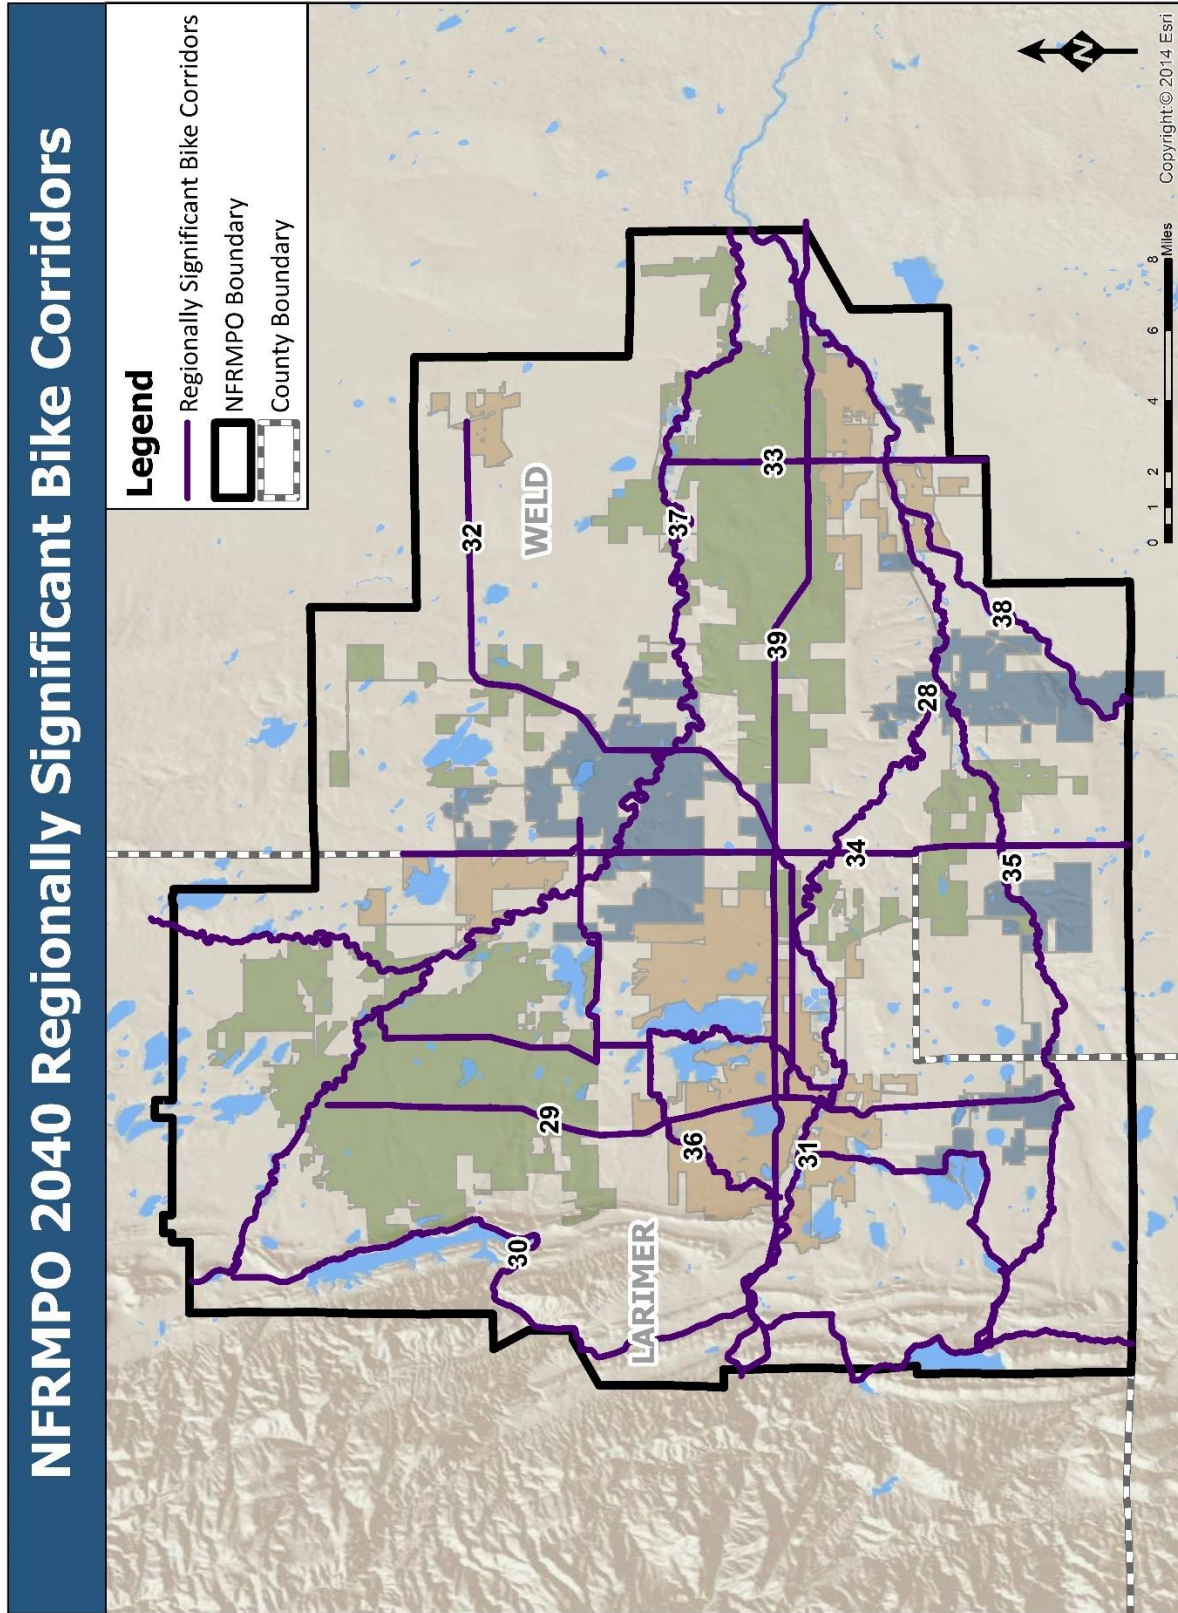 NFRMPO 2040 Regionally Significant Bike Corridors
Legend
Regionally Significant Bike Corridors
NFRMPO Boundary
County Boundary
32
WELD
37
33
39
38
28
34
35
29
36
31
30
LARIMER
N
0 1 2 4 6 8
Miles
Copyright:© 2014 Esri